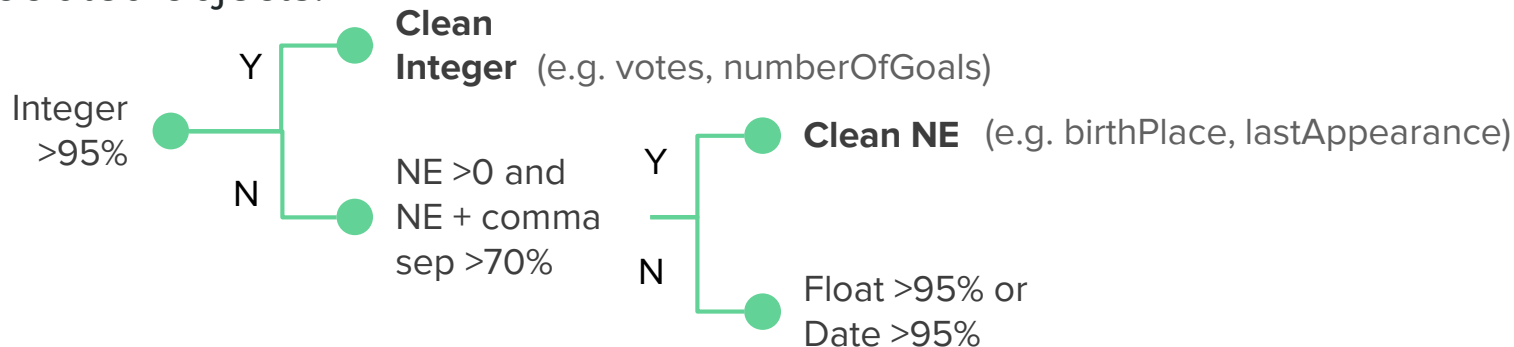 Clean
Integer (e.g. votes, numberOfGoals)
Y
Integer
>95%
N
NE >0 and
NE + comma
sep >70%
Y
Clean NE (e.g. birthPlace, lastAppearance)
N
Float >95% or
Date >95%